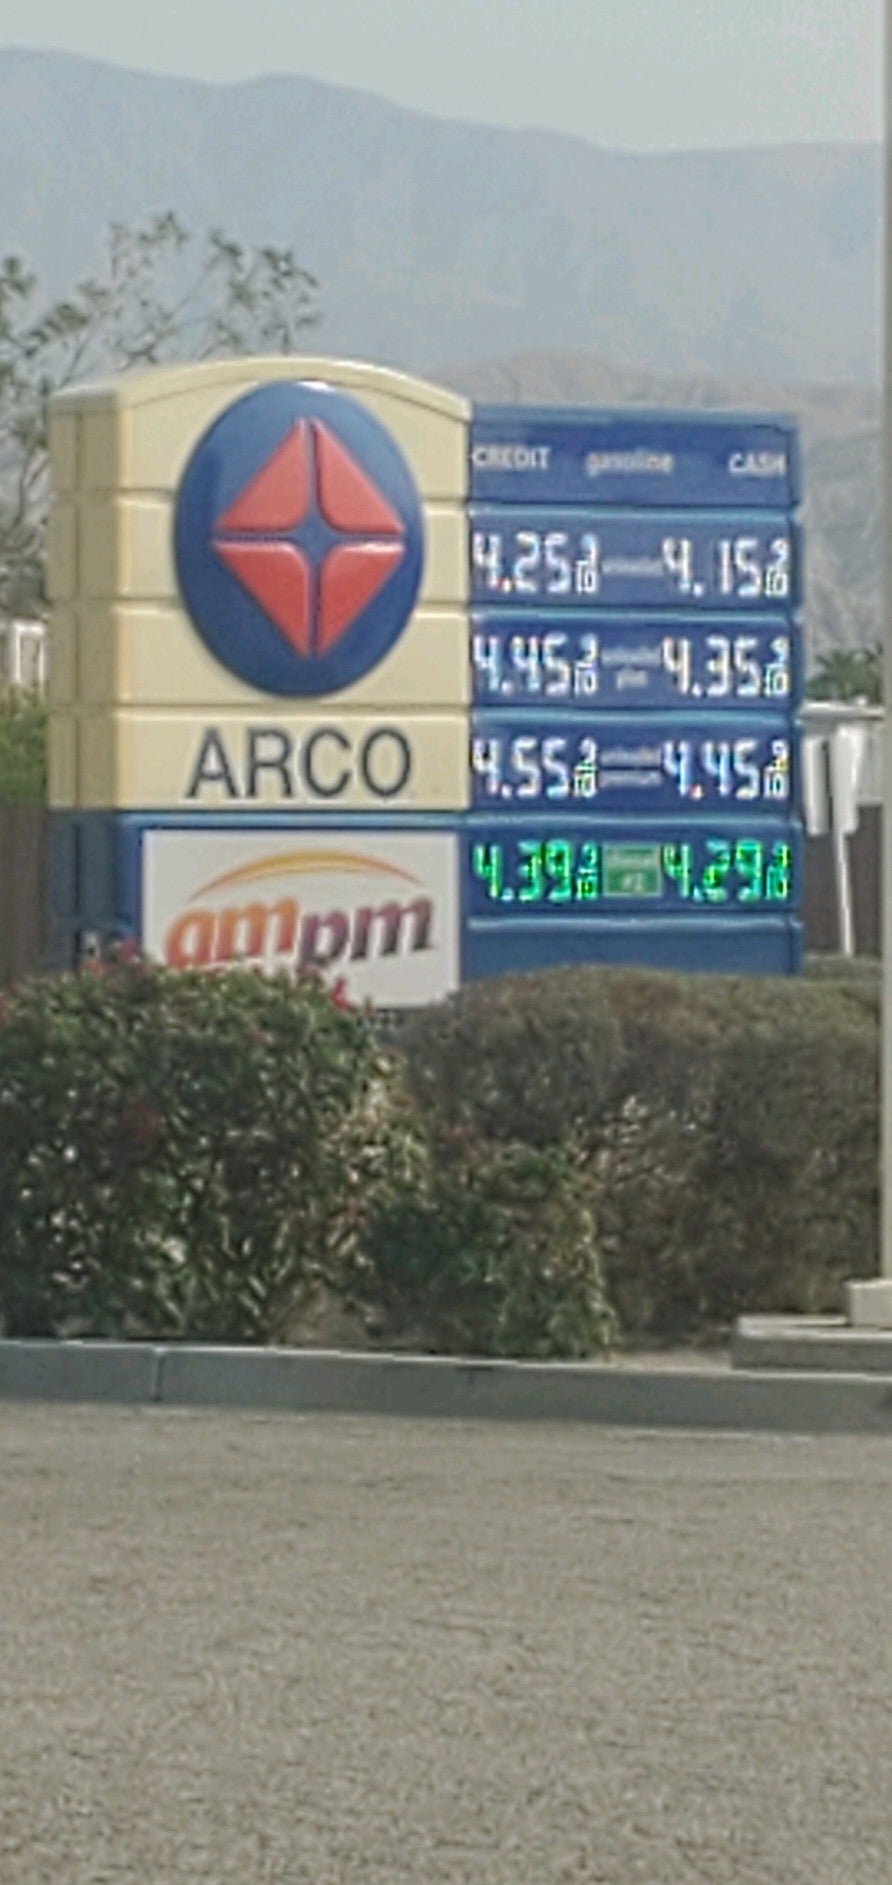 CREDIT gasoline CASH
4.25 9/10 unleaded 4.15 9/10
4.45 9/10 unleaded plus 4.35 9/10
4.55 9/10 unleaded premium 4.45 9/10
ARCO
4.39 9/10 diesel #2 4.29 9/10
ampm